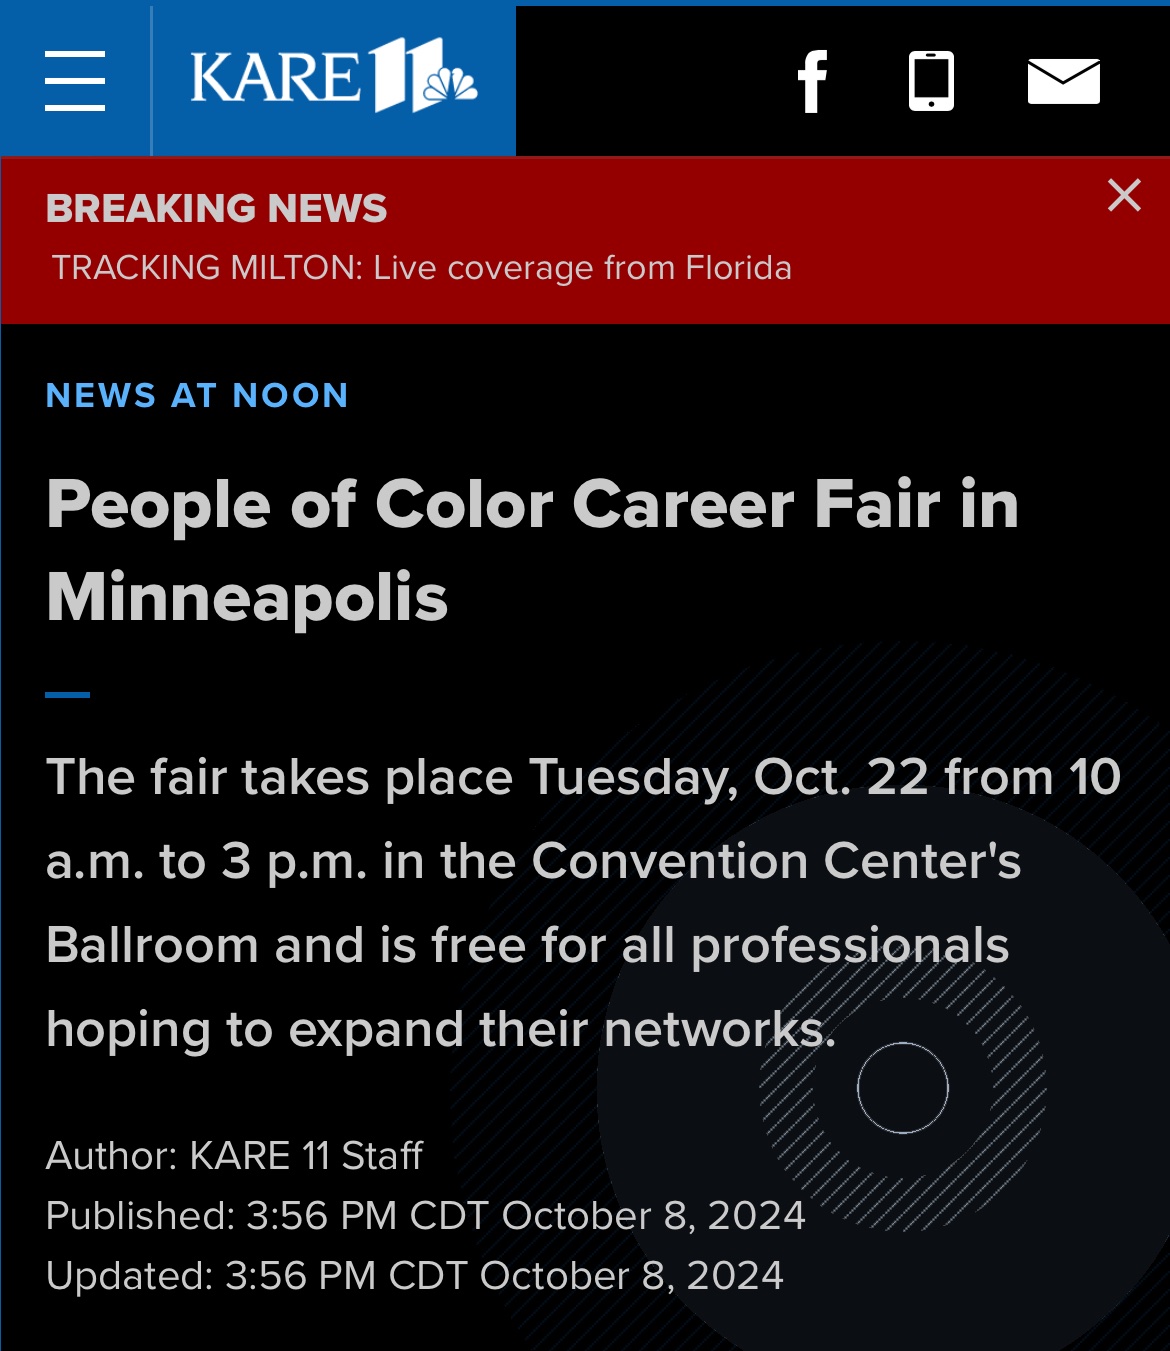 KARE 11
BREAKING NEWS
TRACKING MILTON: Live coverage from Florida
NEWS AT NOON
People of Color Career Fair in
Minneapolis
The fair takes place Tuesday, Oct. 22 from 10
a.m. to 3 p.m. in the Convention Center's
Ballroom and is free for all professionals
hoping to expand their networks.
Author: KARE 11 Staff
Published: 3:56 PM CDT October 8, 2024
Updated: 3:56 PM CDT October 8, 2024